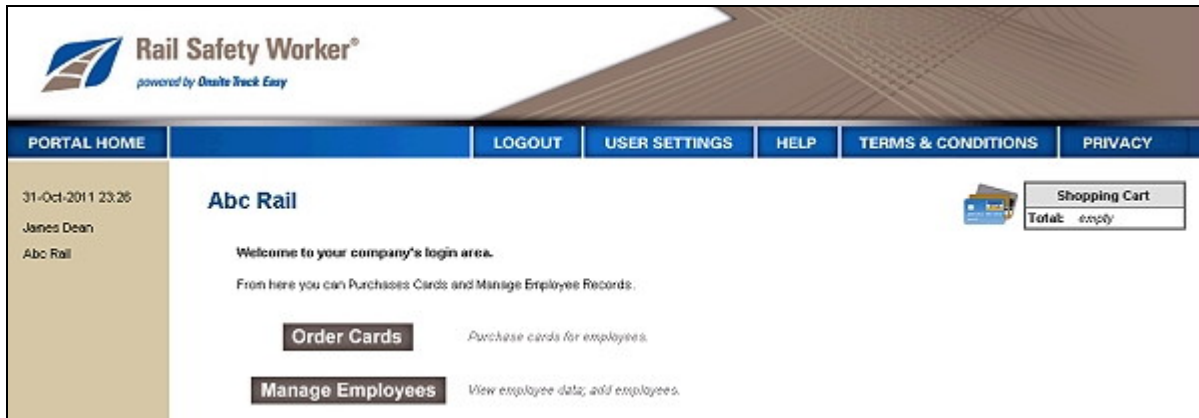 Rail Safety Worker®
powered by Onsite Track Easy
PORTAL HOME LOGOUT USER SETTINGS HELP TERMS & CONDITIONS PRIVACY
31-Oct-2011 23:26
James Dean
Abc Rail
Abc Rail
Shopping Cart
Total: empty
Welcome to your company's login area.
From here you can Purchases Cards and Manage Employee Records.
Order Cards Purchase cards for employees.
Manage Employees View employee data; add employees.